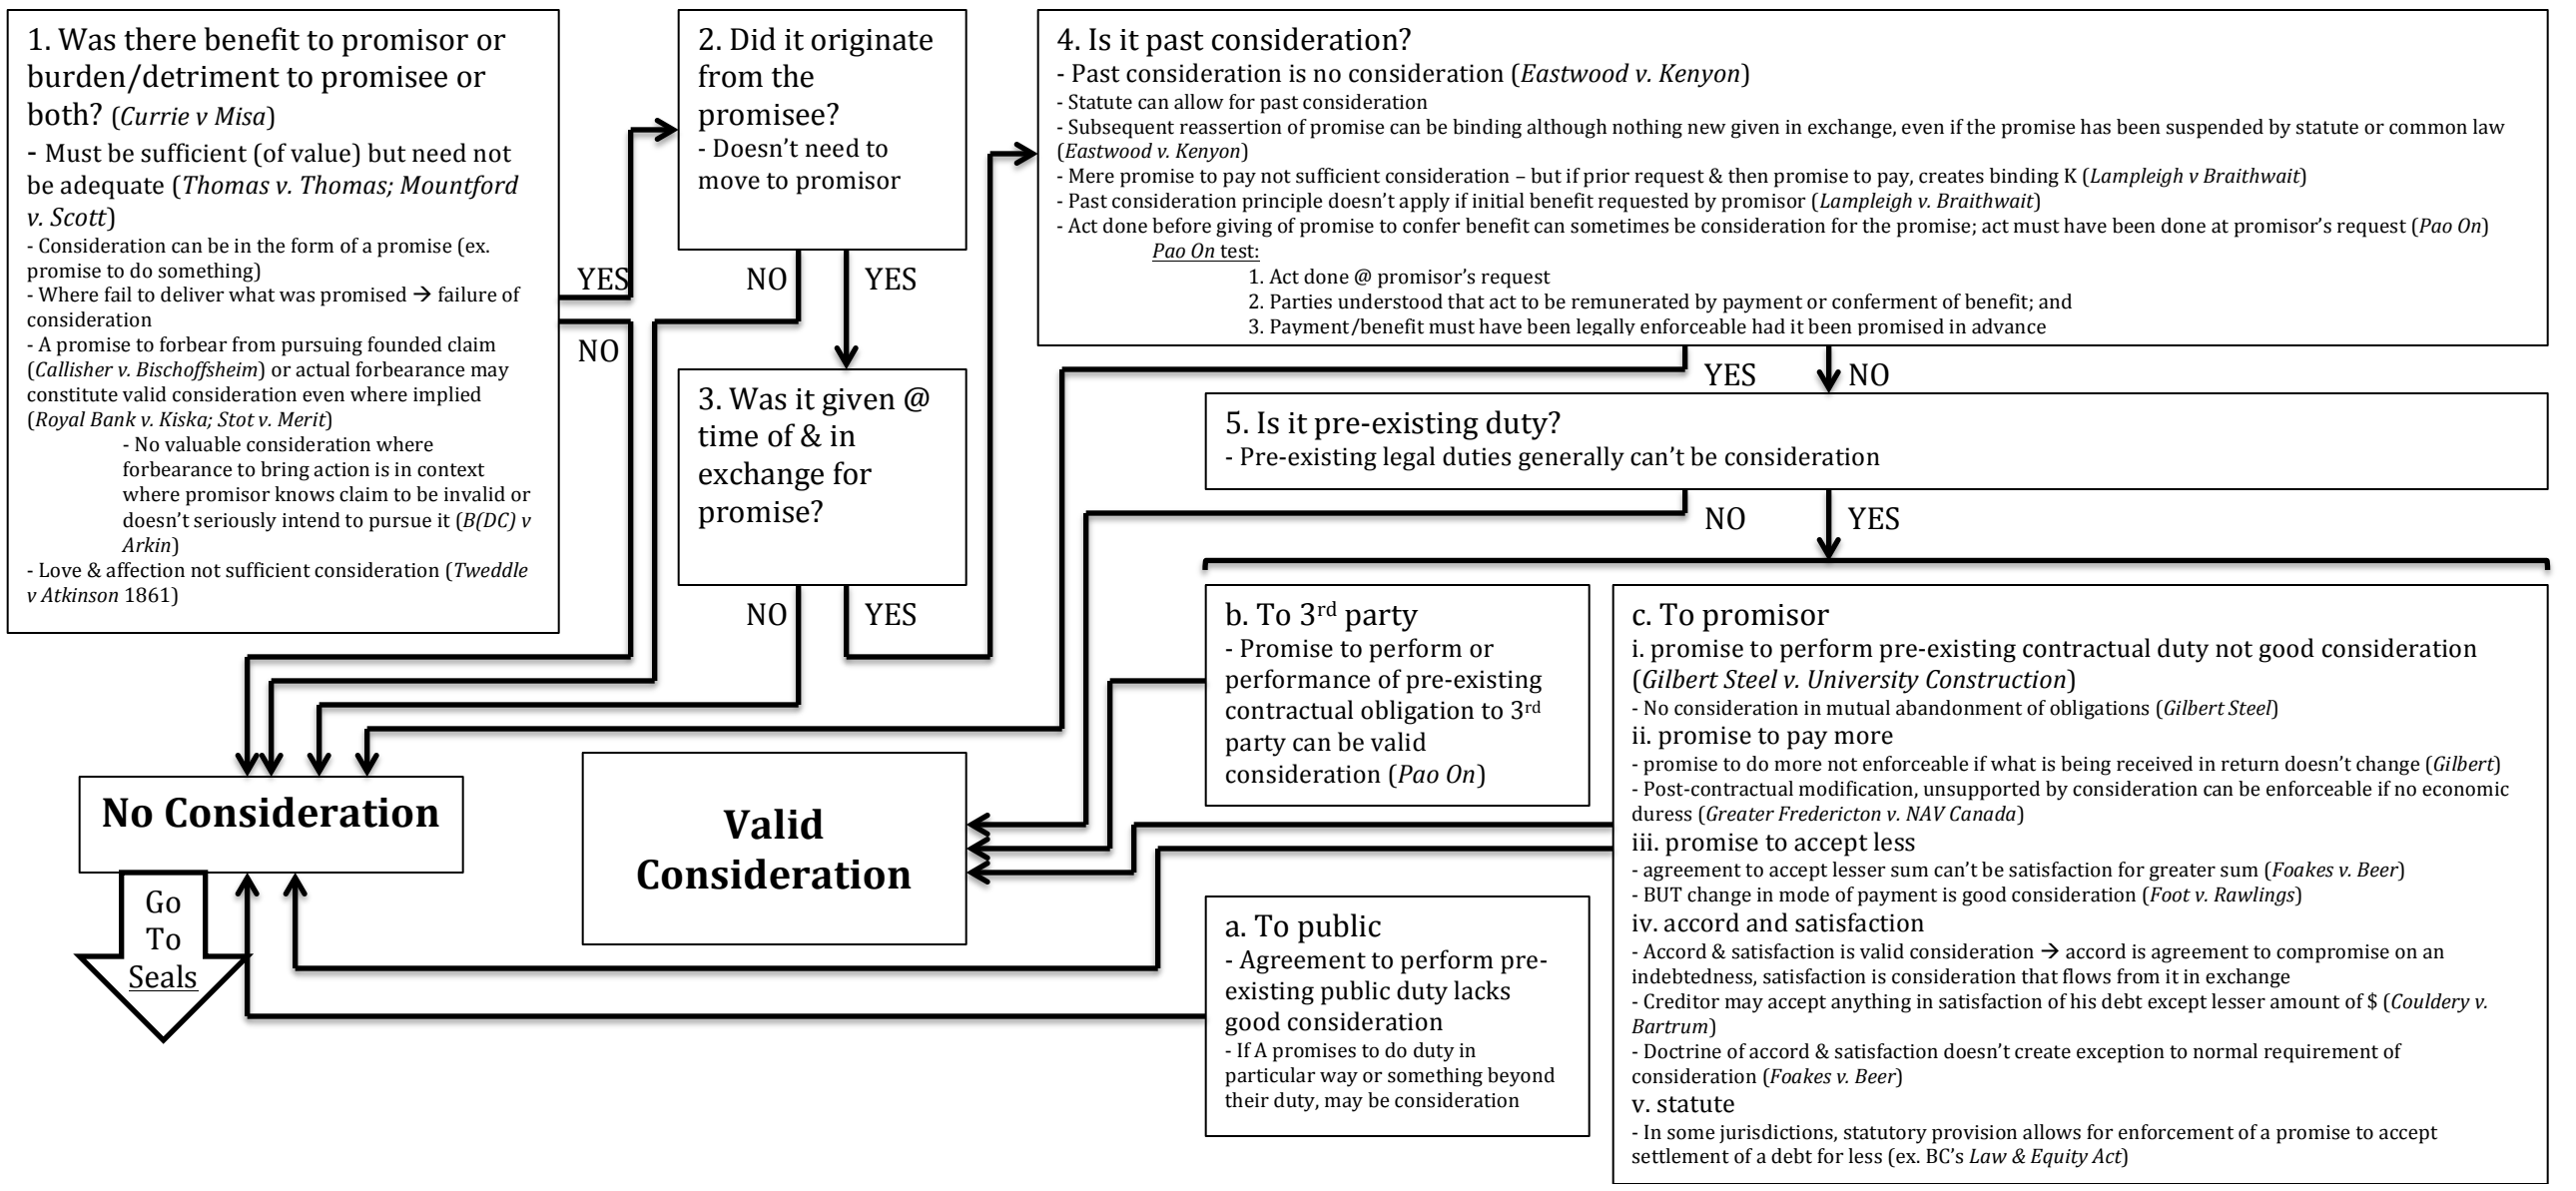 1. Was there benefit to promisor or
burden/detriment to promisee or
both? (Currie v Misa)
- Must be sufficient (of value) but need not
be adequate (Thomas v. Thomas; Mountford
v. Scott)
- Consideration can be in the form of a promise (ex.
promise to do something)
- Where fail to deliver what was promised → failure of
consideration
- A promise to forbear from pursuing founded claim
(Callisher v. Bischoffsheim) or actual forbearance may
constitute valid consideration even where implied
(Royal Bank v. Kiska; Stot v. Merit)
- No valuable consideration where
forbearance to bring action is in context
where promisor knows claim to be invalid or
doesn't seriously intend to pursue it (B(DC) v
Arkin)
- Love & affection not sufficient consideration (Tweddle
v Atkinson 1861)
YES
NO
2. Did it originate
from the
promisee?
- Doesn't need to
move to promisor
NO
YES
3. Was it given @
time of & in
exchange for
promise?
NO
YES
4. Is it past consideration?
- Past consideration is no consideration (Eastwood v. Kenyon)
- Statute can allow for past consideration
- Subsequent reassertion of promise can be binding although nothing new given in exchange, even if the promise has been suspended by statute or common law
(Eastwood v. Kenyon)
- Mere promise to pay not sufficient consideration – but if prior request & then promise to pay, creates binding K (Lampleigh v Braithwait)
- Past consideration principle doesn't apply if initial benefit requested by promisor (Lampleigh v. Braithwait)
- Act done before giving of promise to confer benefit can sometimes be consideration for the promise; act must have been done at promisor's request (Pao On)
Pao On test:
1. Act done @ promisor's request
2. Parties understood that act to be remunerated by payment or conferment of benefit; and
3. Payment/benefit must have been legally enforceable had it been promised in advance
YES
NO
5. Is it pre-existing duty?
- Pre-existing legal duties generally can't be consideration
NO
YES
b. To 3rd party
- Promise to perform or
performance of pre-existing
contractual obligation to 3rd
party can be valid
consideration (Pao On)
c. To promisor
i. promise to perform pre-existing contractual duty not good consideration
(Gilbert Steel v. University Construction)
- No consideration in mutual abandonment of obligations (Gilbert Steel)
ii. promise to pay more
- promise to do more not enforceable if what is being received in return doesn't change (Gilbert)
- Post-contractual modification, unsupported by consideration can be enforceable if no economic
duress (Greater Fredericton v. NAV Canada)
iii. promise to accept less
- agreement to accept lesser sum can't be satisfaction for greater sum (Foakes v. Beer)
- BUT change in mode of payment is good consideration (Foot v. Rawlings)
iv. accord and satisfaction
- Accord & satisfaction is valid consideration → accord is agreement to compromise on an
indebtedness, satisfaction is consideration that flows from it in exchange
- Creditor may accept anything in satisfaction of his debt except lesser amount of $ (Couldery v.
Bartrum)
- Doctrine of accord & satisfaction doesn't create exception to normal requirement of
consideration (Foakes v. Beer)
v. statute
- In some jurisdictions, statutory provision allows for enforcement of a promise to accept
settlement of a debt for less (ex. BC's Law & Equity Act)
No Consideration
Valid
Consideration
a. To public
- Agreement to perform pre-
existing public duty lacks
good consideration
- If A promises to do duty in
particular way or something beyond
their duty, may be consideration
Go
To
Seals